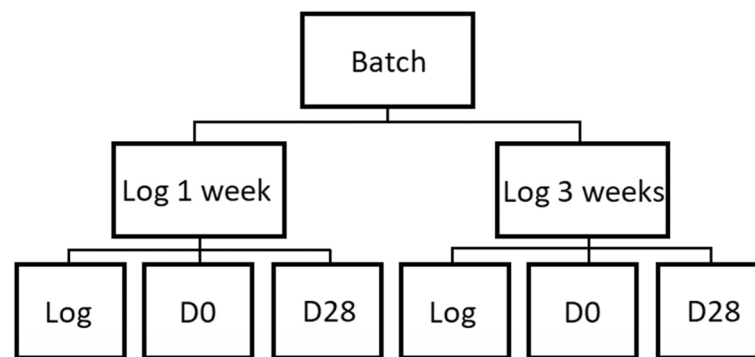 Batch
Log 1 week
Log 3 weeks
Log
D0
D28
Log
D0
D28